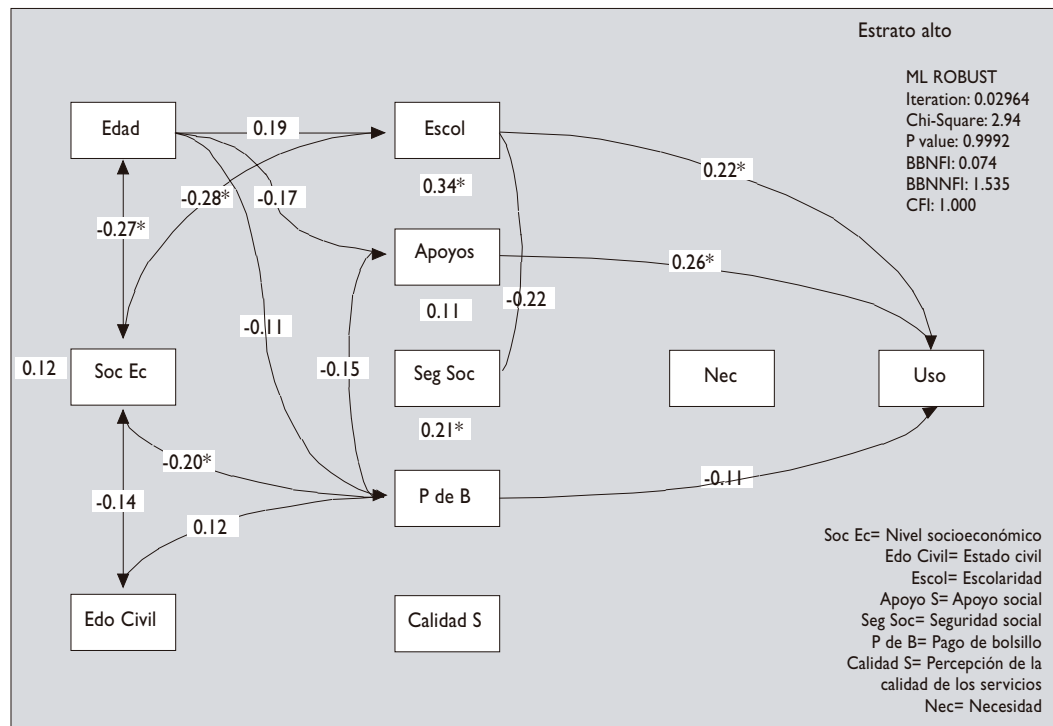 Estrato alto
ML ROBUST
Iteration: 0.02964
Chi-Square: 2.94
P value: 0.9992
BBNFI: 0.074
BBNNFI: 1.535
CFI: 1.000
Edad
0.19
Escol
-0.28*
-0.17
0.34*
0.22*
-0.27*
Apoyos
0.26*
0.11
-0.22
-0.11
0.12
Soc Ec
-0.15
Seg Soc
Nec
Uso
0.21*
-0.20*
P de B
-0.11
-0.14
0.12
Edo Civil
Calidad S
Soc Ec= Nivel socioeconómico
Edo Civil= Estado civil
Escol= Escolaridad
Apoyo S= Apoyo social
Seg Soc= Seguridad social
P de B= Pago de bolsillo
Calidad S= Percepción de la
calidad de los servicios
Nec= Necesidad